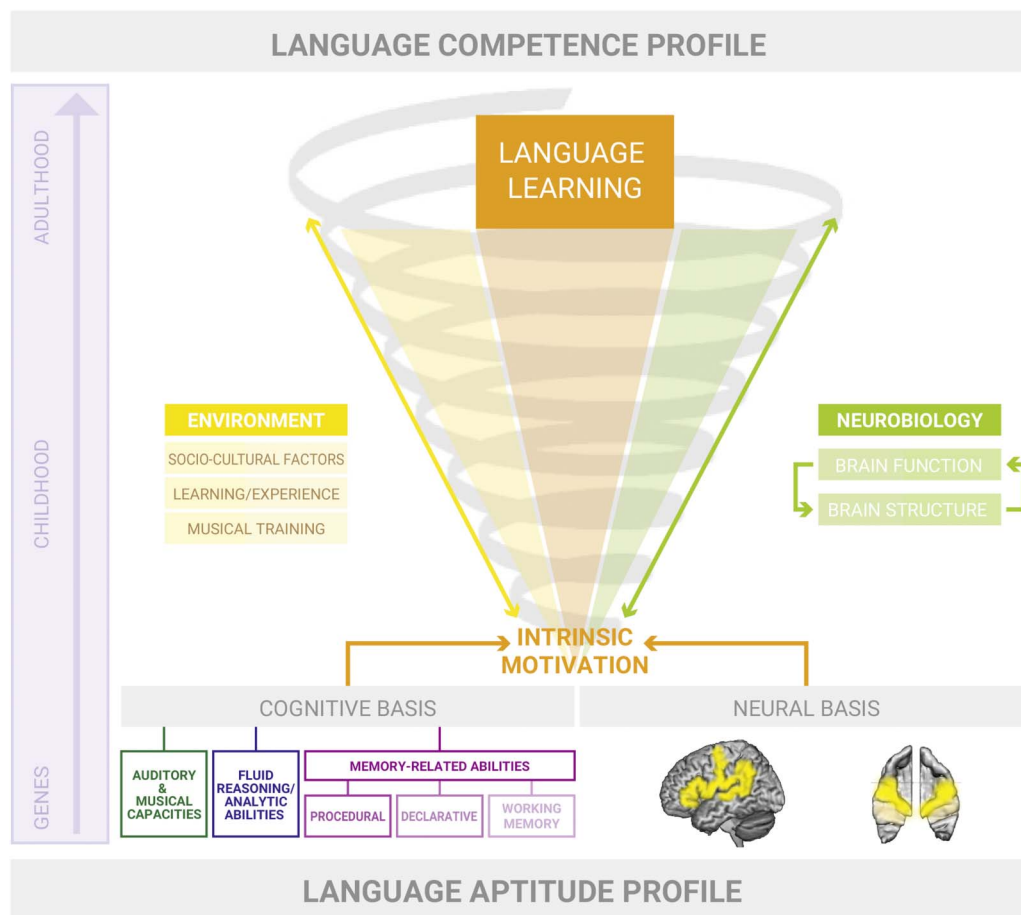 LANGUAGE COMPETENCE PROFILE
ADULTHOOD
CHILDHOOD
GENES
LANGUAGE
LEARNING
ENVIRONMENT
SOCIO-CULTURAL FACTORS
LEARNING/EXPERIENCE
MUSICAL TRAINING
NEUROBIOLOGY
BRAIN FUNCTION
BRAIN STRUCTURE
INTRINSIC
MOTIVATION
COGNITIVE BASIS
NEURAL BASIS
AUDITORY
&
MUSICAL
CAPACITIES
FLUID
REASONING/
ANALYTIC
ABILITIES
MEMORY-RELATED ABILITIES
PROCEDURAL
DECLARATIVE
WORKING
MEMORY
LANGUAGE APTITUDE PROFILE